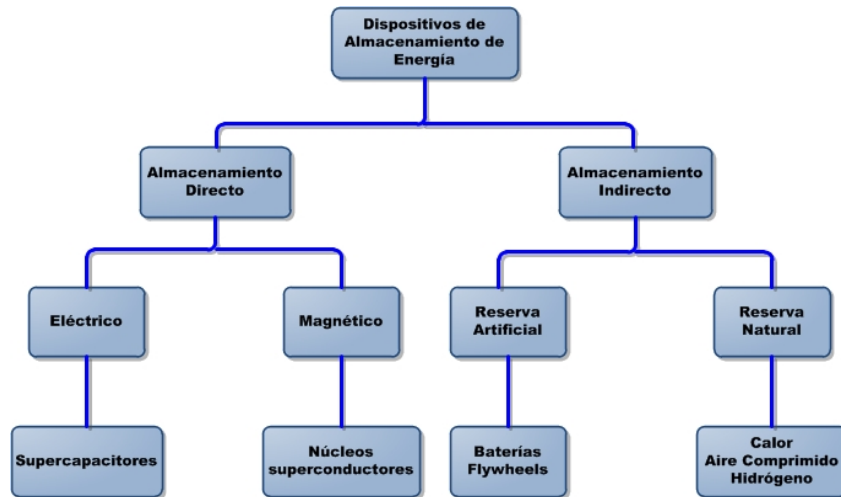 Dispositivos de
Almacenamiento de
Energía
Almacenamiento
Directo
Almacenamiento
Indirecto
Eléctrico
Magnético
Reserva
Artificial
Reserva
Natural
Supercapacitores
Núcleos
superconductores
Baterías
Flywheels
Calor
Aire Comprimido
Hidrógeno